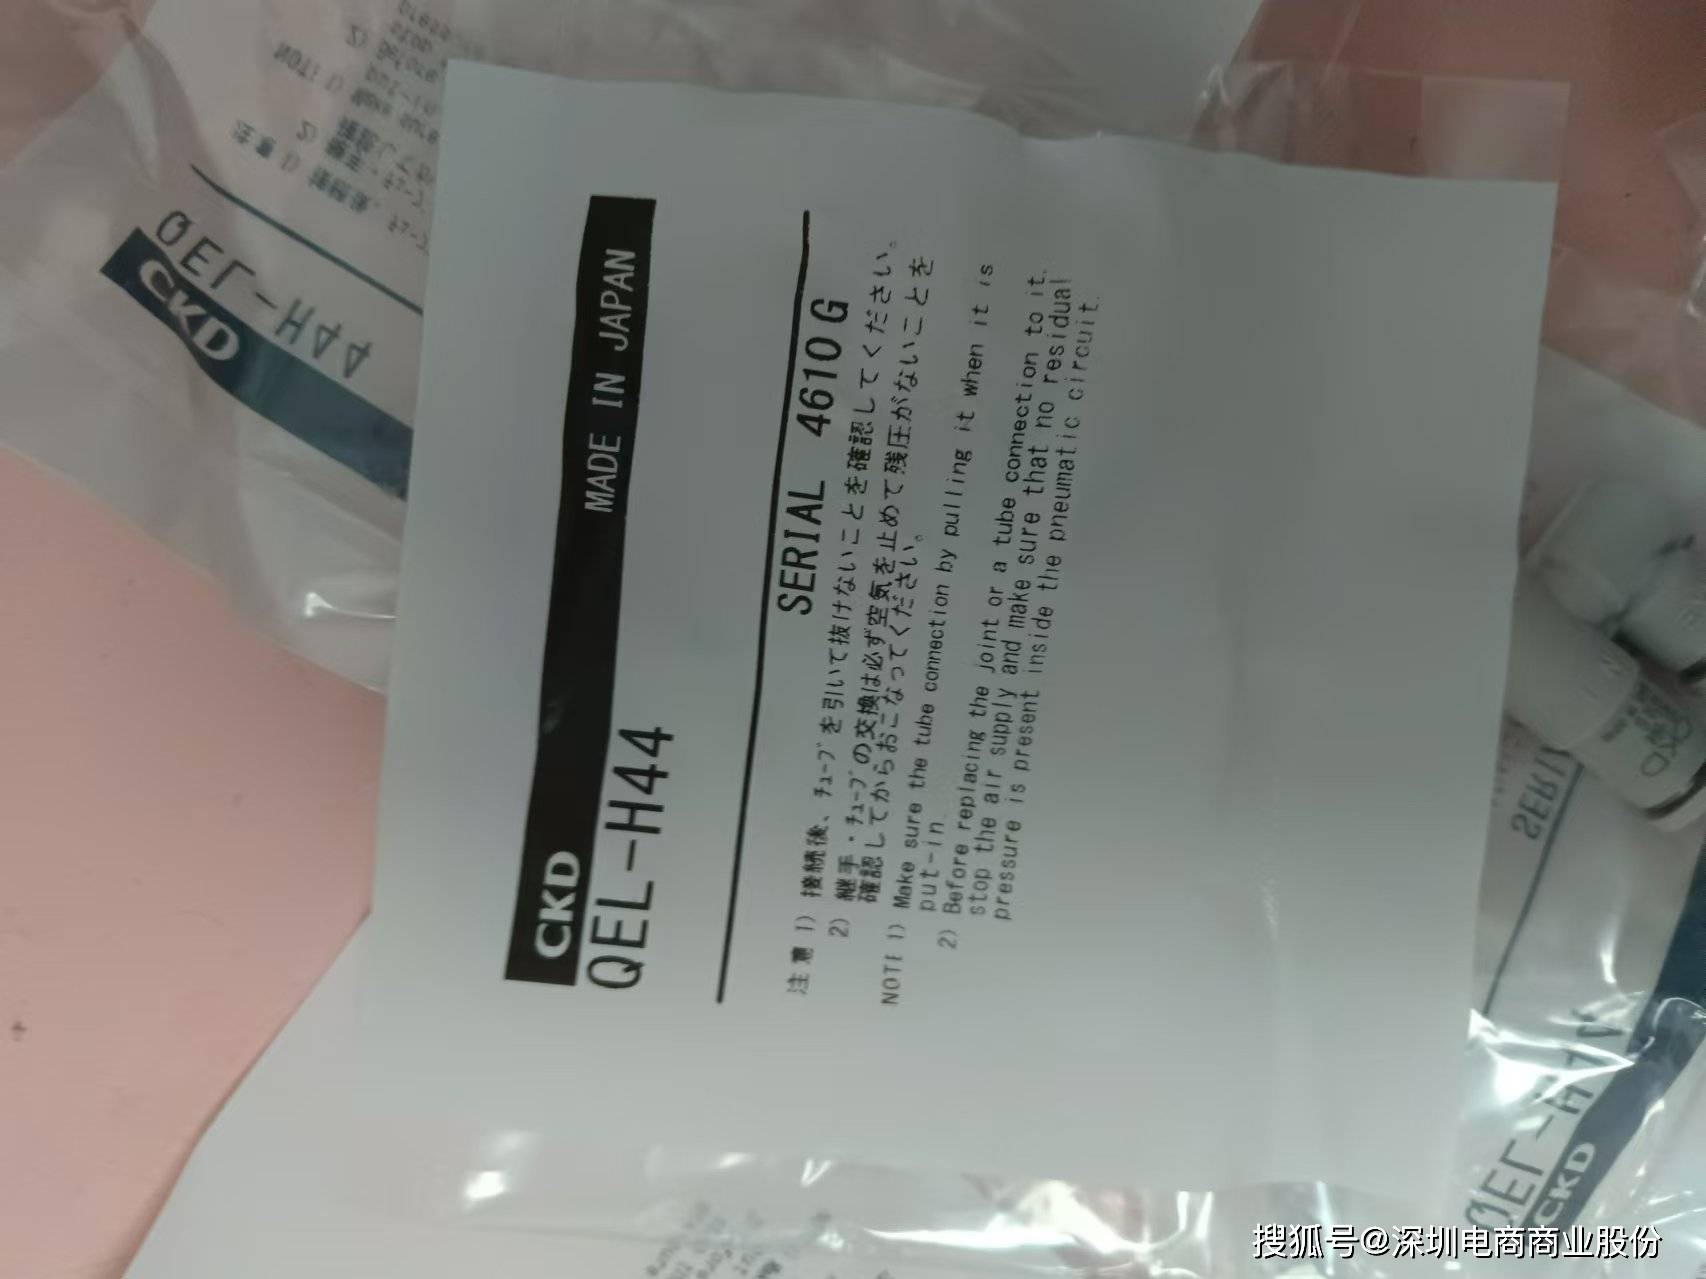 CKD MADE IN JAPAN
QEL-H44
SERIAL 4610G
注意 1) 接続後、ﾁｭｰﾌﾞを引いて抜けないことを確認してください。
2) 継手・ﾁｭｰﾌﾞの交換は必ず空気を止めて残圧がないことを
確認してからおこなってください。
NOTE 1) Make sure the tube connection by pulling it when it is
put-in.
2) Before replacing the joint or a tube connection to it.
stop the air supply and make sure that no residual
pressure is present inside the pneumatic circuit.
QEL-H44
CKD
CKD
搜狐号@深圳电商商业股份